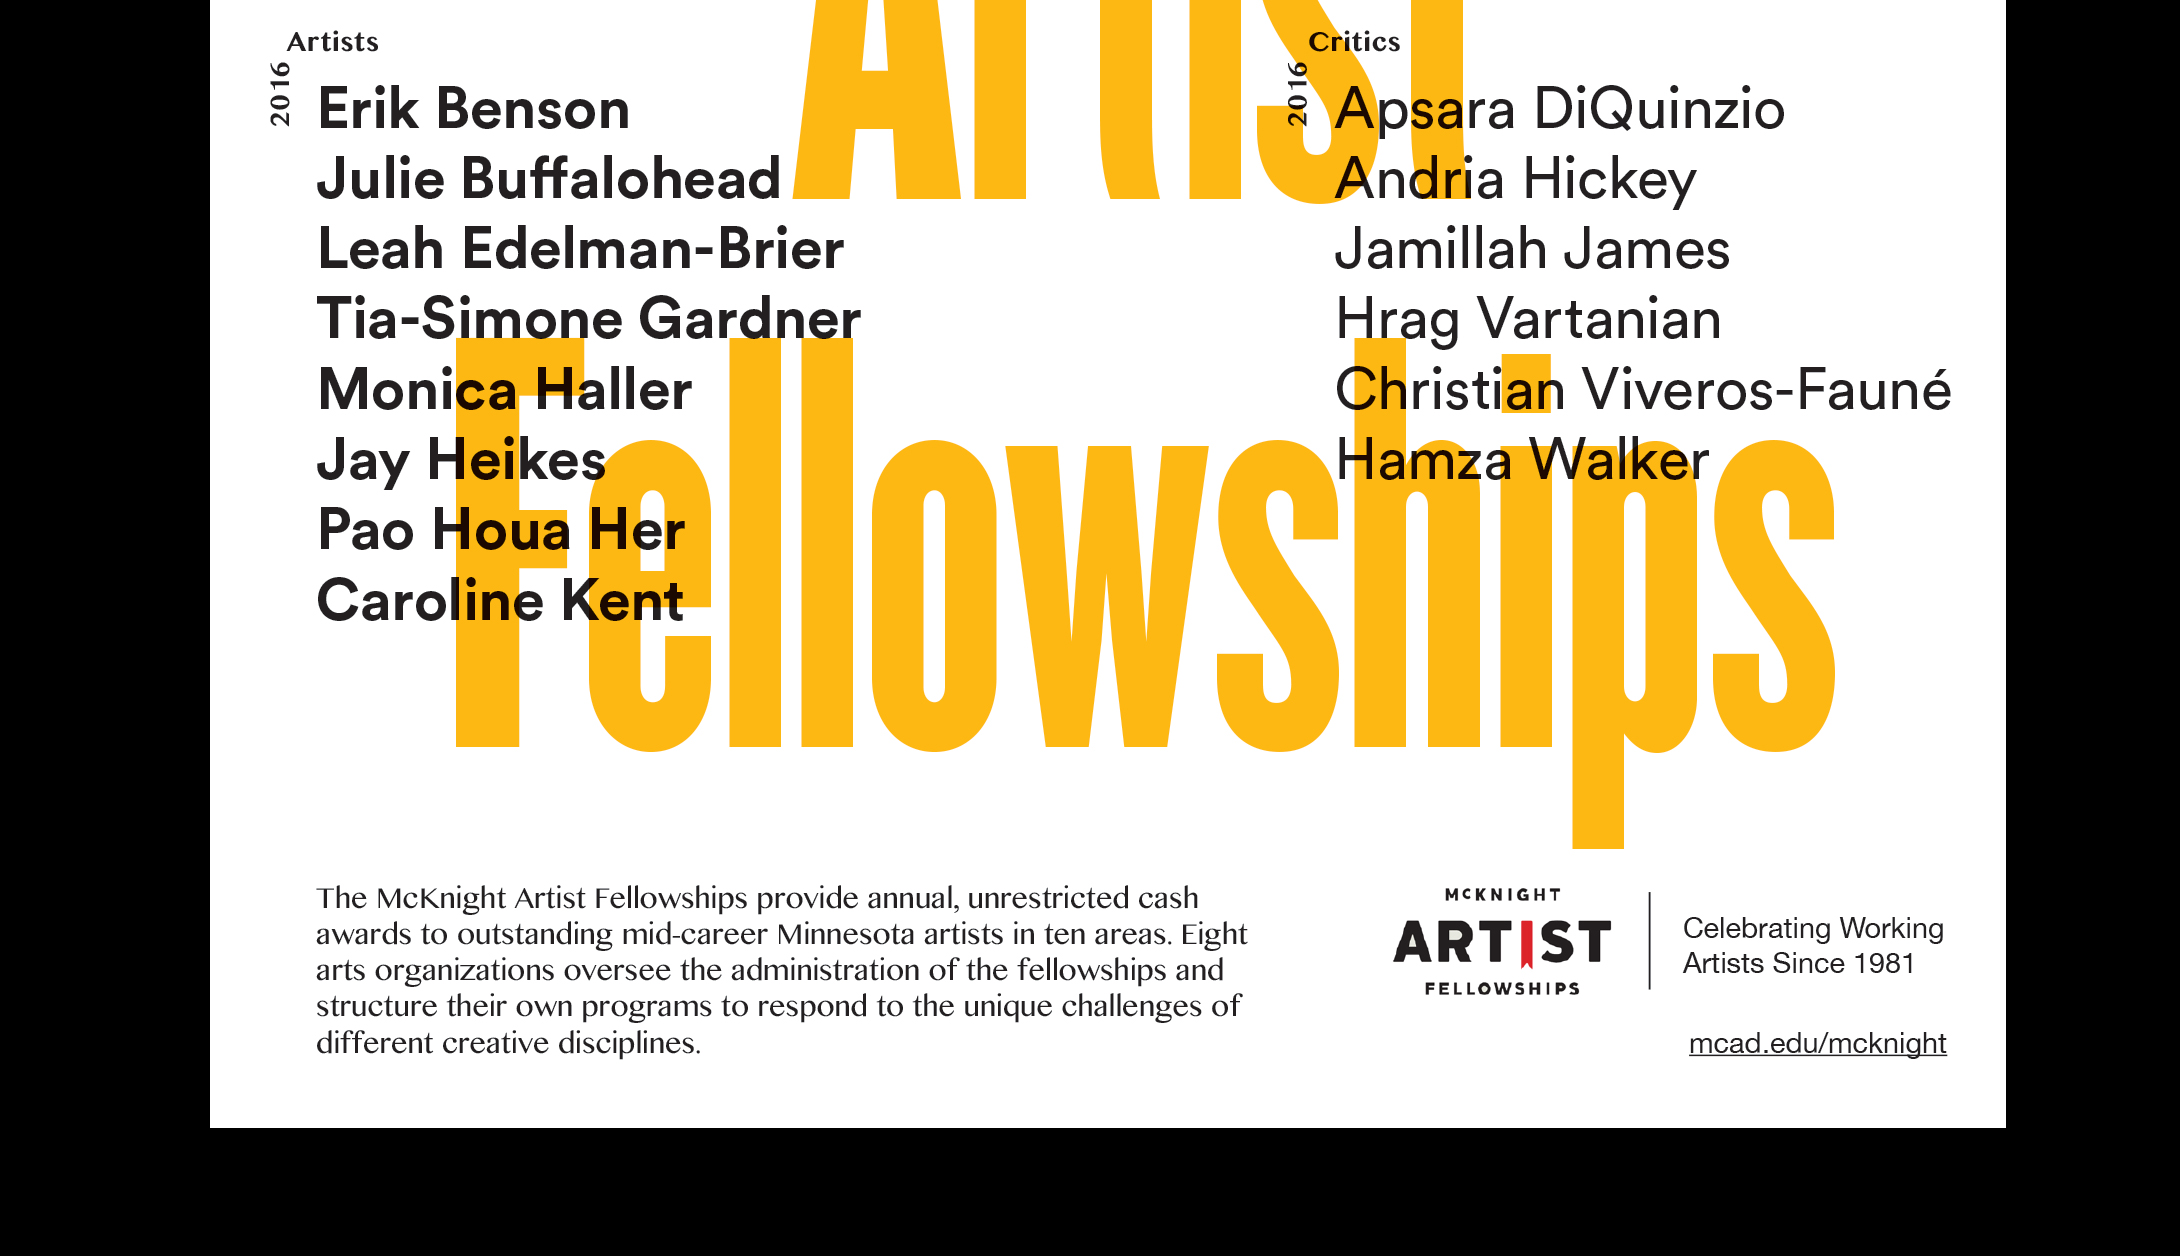 Artist
Artists
2016
Erik Benson
Julie Buffalohead
Leah Edelman-Brier
Tia-Simone Gardner
Monica Haller
Jay Heikes
Pao Houa Her
Caroline Kent
Critics
2016
Apsara DiQuinzio
Andria Hickey
Jamillah James
Hrag Vartanian
Christian Viveros-Fauné
Hamza Walker
Fellowships
The McKnight Artist Fellowships provide annual, unrestricted cash
awards to outstanding mid-career Minnesota artists in ten areas. Eight
arts organizations oversee the administration of the fellowships and
structure their own programs to respond to the unique challenges of
different creative disciplines.
McKNIGHT
ARTIST
FELLOWSHIPS
Celebrating Working
Artists Since 1981
mcad.edu/mcknight